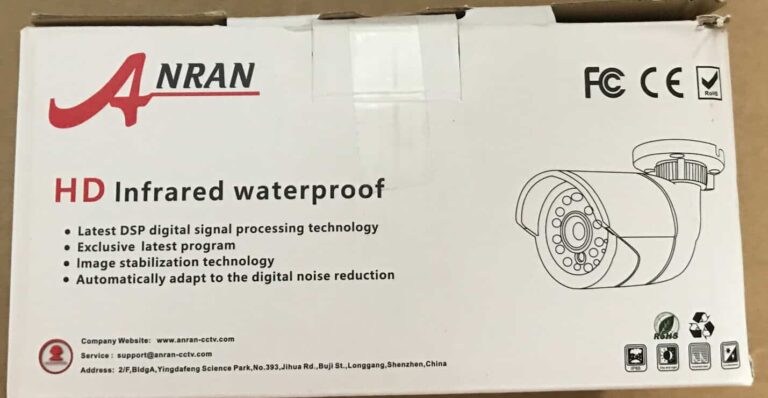 ANRAN
FC CE RoHS
HD Infrared waterproof
• Latest DSP digital signal processing technology
• Exclusive latest program
• Image stabilization technology
• Automatically adapt to the digital noise reduction
RoHS
Company Website: www.anran-cctv.com
Service : support@anran-cctv.com
Address: 2/F,BldgA,Yingdafeng Science Park,No.393,Jihua Rd.,Buji St.,Longgang,Shenzhen,China
IP66